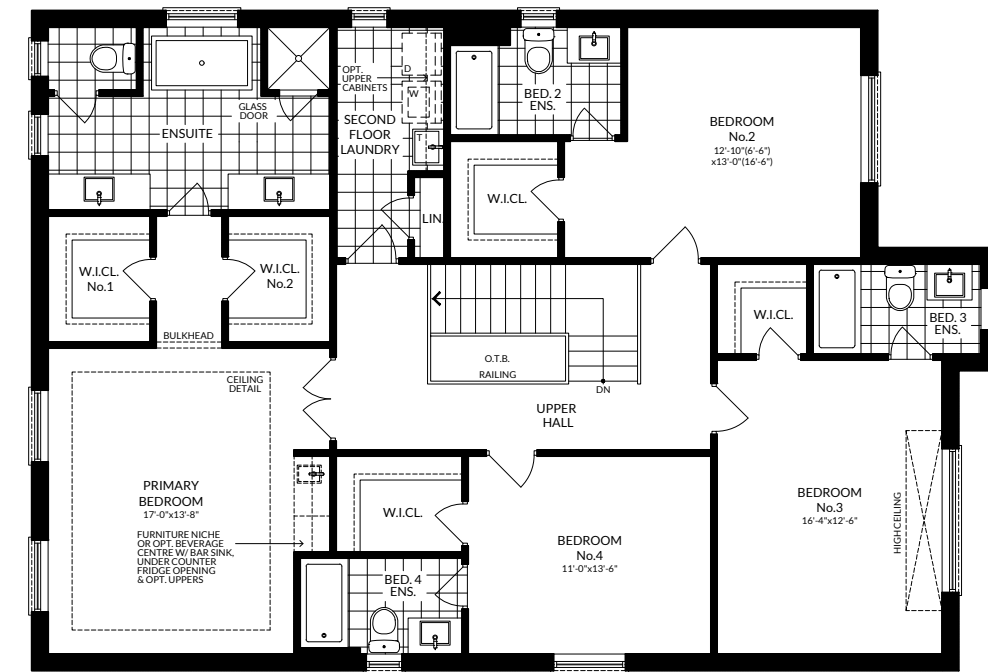 OPT.
UPPER
CABINETS
D
W
T
GLASS
DOOR
ENSUITE
SECOND
FLOOR
LAUNDRY
LIN.
BED. 2
ENS.
BEDROOM
No.2
12'-10"(6'-6")
x13'-0"(16'-6")
W.I.CL.
W.I.CL.
No.1
W.I.CL.
No.2
BULKHEAD
W.I.CL.
BED. 3
ENS.
O.T.B.
RAILING
DN
UPPER
HALL
CEILING
DETAIL
PRIMARY
BEDROOM
17'-0"x13'-8"
FURNITURE NICHE
OR OPT. BEVERAGE
CENTRE W/ BAR SINK,
UNDER COUNTER
FRIDGE OPENING
& OPT. UPPERS
W.I.CL.
BED. 4
ENS.
BEDROOM
No.4
11'-0"x13'-6"
BEDROOM
No.3
16'-4"x12'-6"
HIGH CEILING